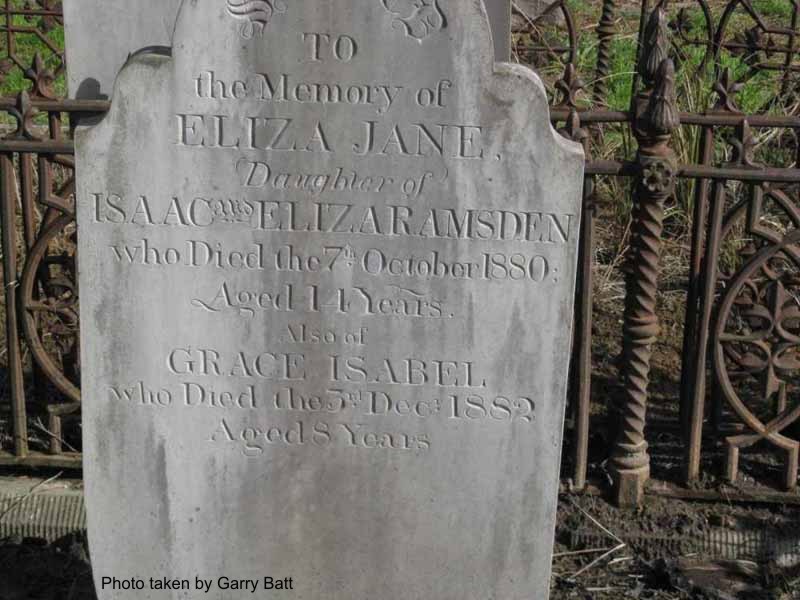 TO
the Memory of
ELIZA JANE,
Daughter of
ISAAC and ELIZA RAMSDEN
who Died the 7th October 1880;
Aged 14 Years.
Also of
GRACE ISABEL
who Died the 3rd Decr 1882
Aged 8 Years
Photo taken by Garry Batt